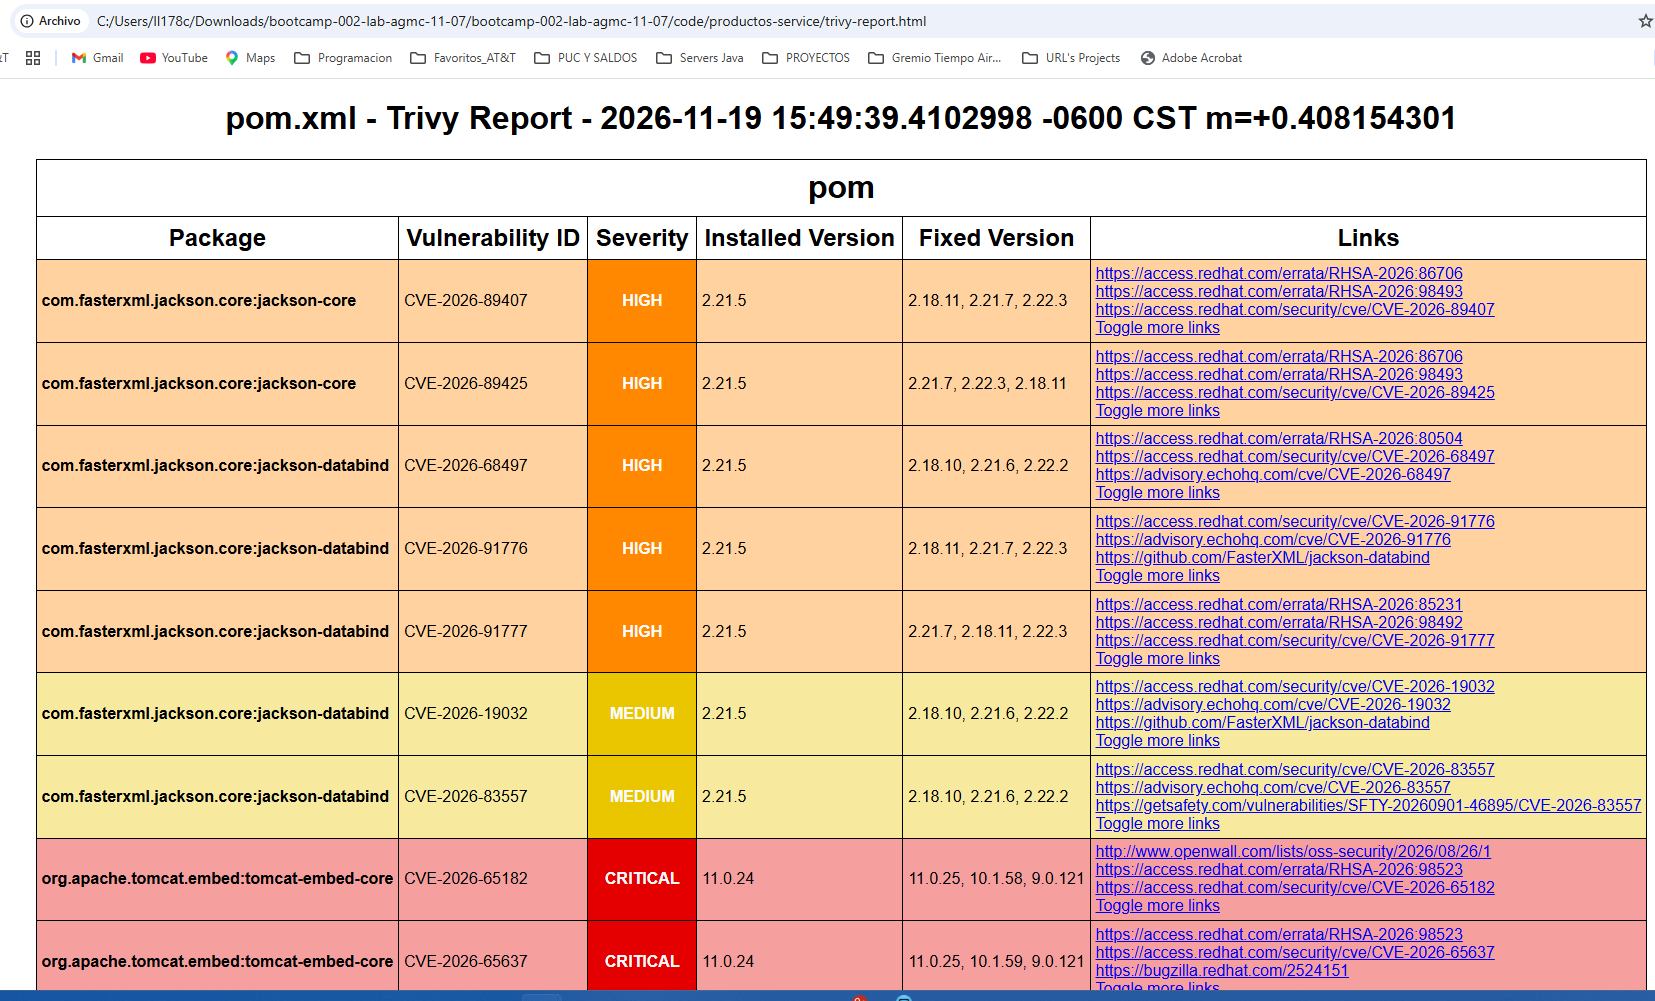 Archivo C:/Users/ll178c/Downloads/bootcamp-002-lab-agmc-11-07/bootcamp-002-lab-agmc-11-07/code/productos-service/trivy-report.html
&T Gmail YouTube Maps Programacion Favoritos_AT&T PUC Y SALDOS Servers Java PROYECTOS Gremio Tiempo Air... URL's Projects Adobe Acrobat
pom.xml - Trivy Report - 2026-11-19 15:49:39.4102998 -0600 CST m=+0.408154301
pom
Package Vulnerability ID Severity Installed Version Fixed Version Links
com.fasterxml.jackson.core:jackson-core CVE-2026-89407 HIGH 2.21.5 2.18.11, 2.21.7, 2.22.3
https://access.redhat.com/errata/RHSA-2026:86706
https://access.redhat.com/errata/RHSA-2026:98493
https://access.redhat.com/security/cve/CVE-2026-89407
Toggle more links
com.fasterxml.jackson.core:jackson-core CVE-2026-89425 HIGH 2.21.5 2.21.7, 2.22.3, 2.18.11
https://access.redhat.com/errata/RHSA-2026:86706
https://access.redhat.com/errata/RHSA-2026:98493
https://access.redhat.com/security/cve/CVE-2026-89425
Toggle more links
com.fasterxml.jackson.core:jackson-databind CVE-2026-68497 HIGH 2.21.5 2.18.10, 2.21.6, 2.22.2
https://access.redhat.com/errata/RHSA-2026:80504
https://access.redhat.com/security/cve/CVE-2026-68497
https://advisory.echohq.com/cve/CVE-2026-68497
Toggle more links
com.fasterxml.jackson.core:jackson-databind CVE-2026-91776 HIGH 2.21.5 2.18.11, 2.21.7, 2.22.3
https://access.redhat.com/security/cve/CVE-2026-91776
https://advisory.echohq.com/cve/CVE-2026-91776
https://github.com/FasterXML/jackson-databind
Toggle more links
com.fasterxml.jackson.core:jackson-databind CVE-2026-91777 HIGH 2.21.5 2.21.7, 2.18.11, 2.22.3
https://access.redhat.com/errata/RHSA-2026:85231
https://access.redhat.com/errata/RHSA-2026:98492
https://access.redhat.com/security/cve/CVE-2026-91777
Toggle more links
com.fasterxml.jackson.core:jackson-databind CVE-2026-19032 MEDIUM 2.21.5 2.18.10, 2.21.6, 2.22.2
https://access.redhat.com/security/cve/CVE-2026-19032
https://advisory.echohq.com/cve/CVE-2026-19032
https://github.com/FasterXML/jackson-databind
Toggle more links
com.fasterxml.jackson.core:jackson-databind CVE-2026-83557 MEDIUM 2.21.5 2.18.10, 2.21.6, 2.22.2
https://access.redhat.com/security/cve/CVE-2026-83557
https://advisory.echohq.com/cve/CVE-2026-83557
https://getsafety.com/vulnerabilities/SFTY-20260901-46895/CVE-2026-83557
Toggle more links
org.apache.tomcat.embed:tomcat-embed-core CVE-2026-65182 CRITICAL 11.0.24 11.0.25, 10.1.58, 9.0.121
http://www.openwall.com/lists/oss-security/2026/08/26/1
https://access.redhat.com/errata/RHSA-2026:98523
https://access.redhat.com/security/cve/CVE-2026-65182
Toggle more links
org.apache.tomcat.embed:tomcat-embed-core CVE-2026-65637 CRITICAL 11.0.24 11.0.25, 10.1.59, 9.0.121
https://access.redhat.com/errata/RHSA-2026:98523
https://access.redhat.com/security/cve/CVE-2026-65637
https://bugzilla.redhat.com/2524151
Toggle more links